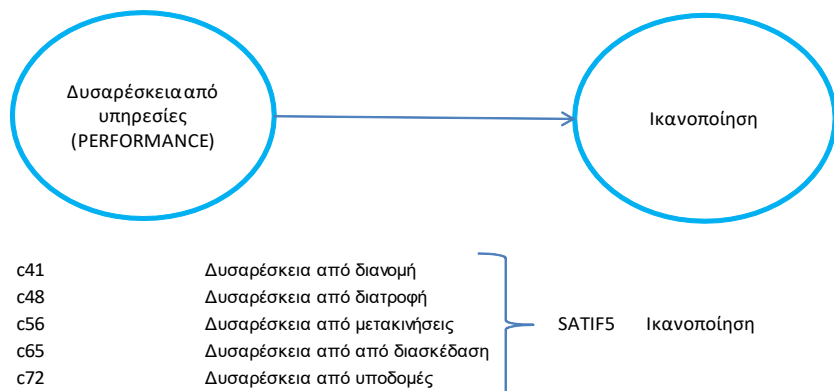 Δυσαρέσκεια από
υπηρεσίες
(PERFORMANCE)
Ικανοποίηση
c41 Δυσαρέσκεια από διανομή
c48 Δυσαρέσκεια από διατροφή
c56 Δυσαρέσκεια από μετακινήσεις SATIF5 Ικανοποίηση
c65 Δυσαρέσκεια από από διασκέδαση
c72 Δυσαρέσκεια από υποδομές